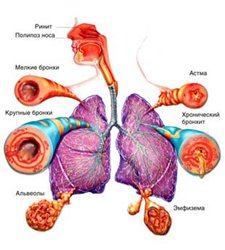 Ринит
Полипоз носа
Мелкие бронхи
Астма
Крупные бронхи
Хронический
бронхит
Альвеолы
Эмфизема